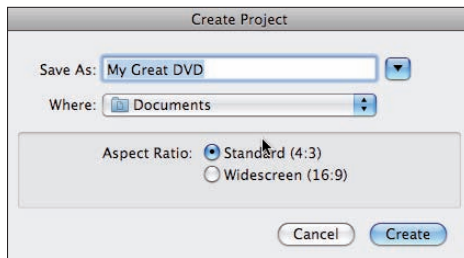 Create Project
Save As: My Great DVD
Where: Documents
Aspect Ratio: Standard (4:3)
Widescreen (16:9)
Cancel Create